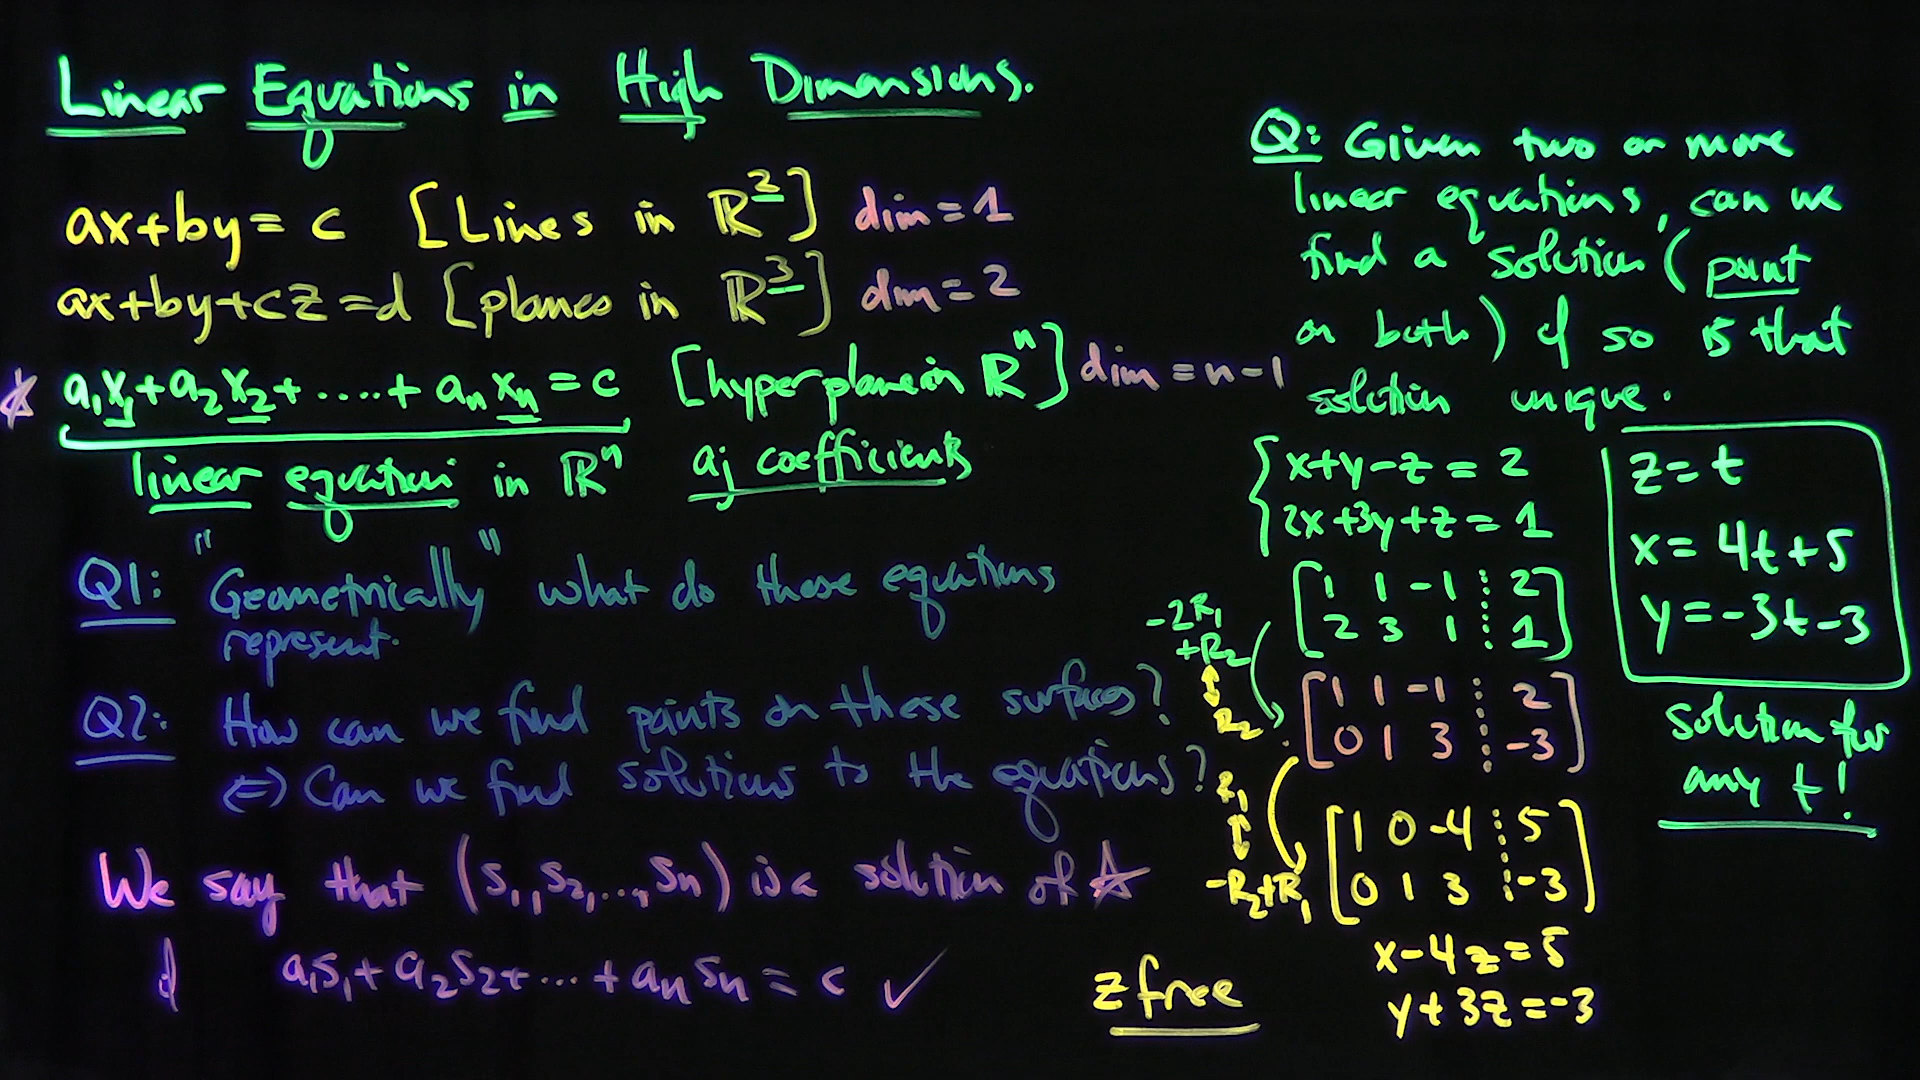 Linear Equations in High Dimensions.
ax+by=c [Lines in ℝ²] dim=1
ax+by+cz=d [planes in ℝ³] dim=2
☆ a₁x₁+a₂x₂+.....+aₙxₙ=c [hyperplane in ℝⁿ] dim=n-1
linear equation in ℝⁿ aⱼ coefficients
Q1: "Geometrically" what do these equations
represent.
Q2: How can we find points on these surfaces?
⇔ Can we find solutions to the equations?
We say that (s₁,s₂,...,sₙ) is a solution of ☆
if a₁s₁+a₂s₂+...+aₙsₙ=c ✓
Q: Given two or more
linear equations, can we
find a solution (point
on both) if so is that
solution unique.
{ x+y-z=2
2x+3y+z=1
[ 1 1 -1 ⋮ 2 ]
[ 2 3 1 ⋮ 1 ]
-2R₁
+R₂
↕
R₂
[ 1 1 -1 ⋮ 2 ]
[ 0 1 3 ⋮ -3 ]
R₁
↕
-R₂+R₁
[ 1 0 -4 ⋮ 5 ]
[ 0 1 3 ⋮ -3 ]
x-4z=5
y+3z=-3
z free
z=t
x=4t+5
y=-3t-3
solution for
any t!